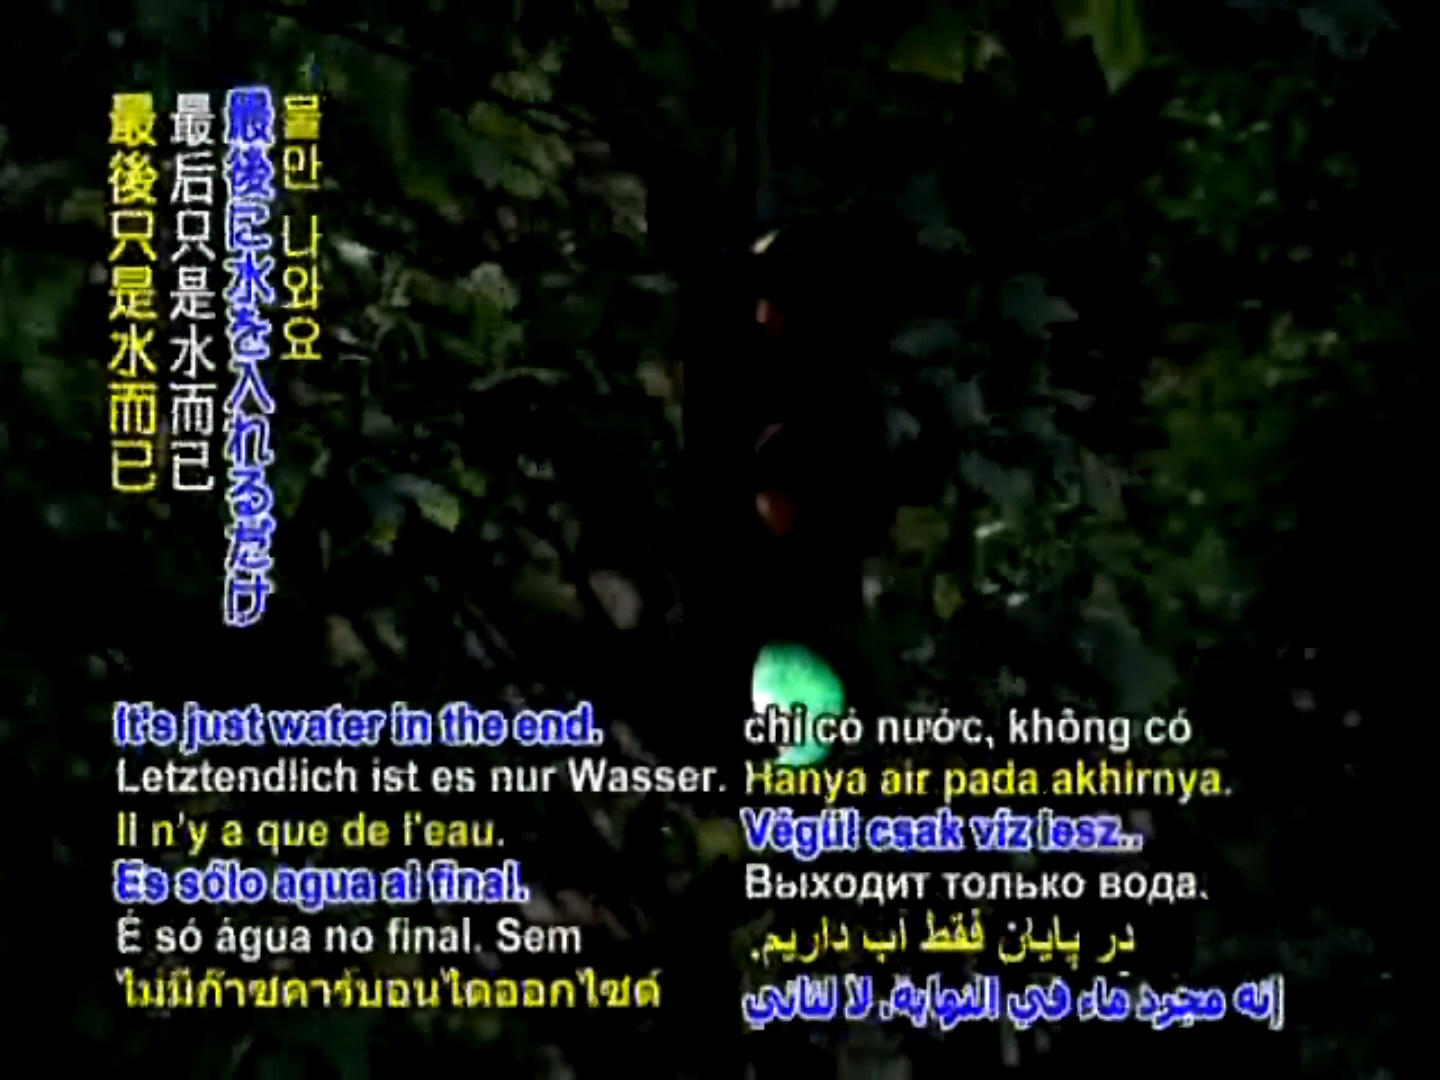 最後只是水而已
最后只是水而已
最後に水を入れるだけ
물만 나와요
It's just water in the end.
Letztendlich ist es nur Wasser.
Il n'y a que de l'eau.
Es sólo agua al final.
É só água no final. Sem
ไม่มีก๊าซคาร์บอนไดออกไซด์
chỉ có nước, không có
Hanya air pada akhirnya.
Végül csak víz lesz..
Выходит только вода.
در پایان فقط آب داریم.
إنه مجرد ماء في النهاية. لا لثاني